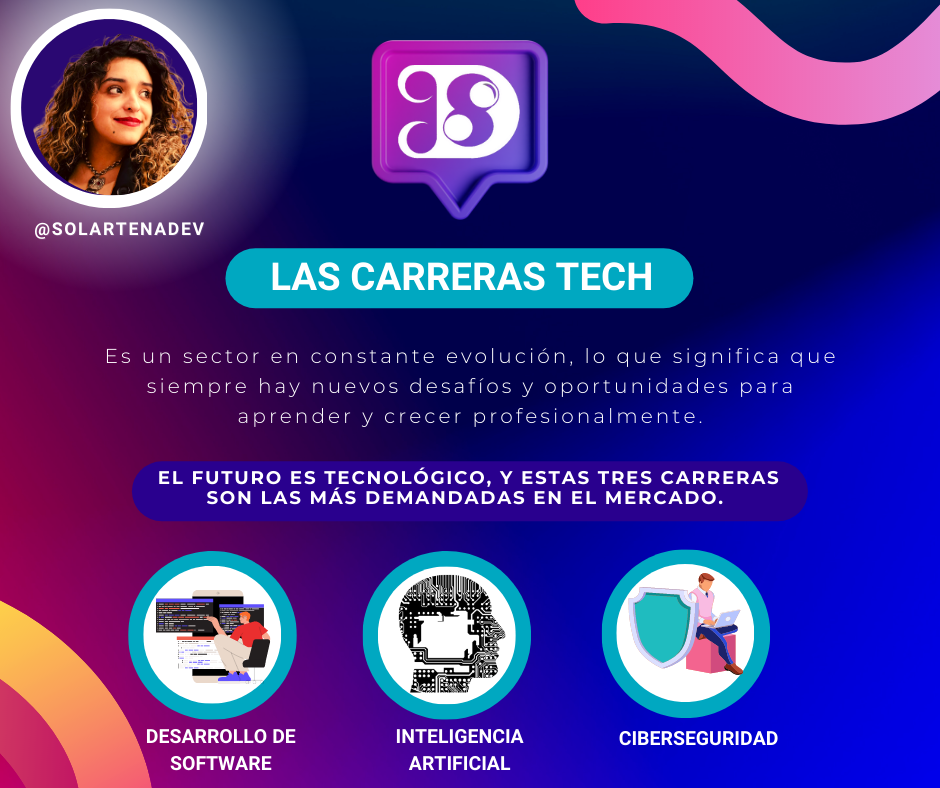 @SOLARTENADEV
LAS CARRERAS TECH
Es un sector en constante evolución, lo que significa que
siempre hay nuevos desafíos y oportunidades para
aprender y crecer profesionalmente.
EL FUTURO ES TECNOLÓGICO, Y ESTAS TRES CARRERAS
SON LAS MÁS DEMANDADAS EN EL MERCADO.
DESARROLLO DE
SOFTWARE
INTELIGENCIA
ARTIFICIAL
CIBERSEGURIDAD